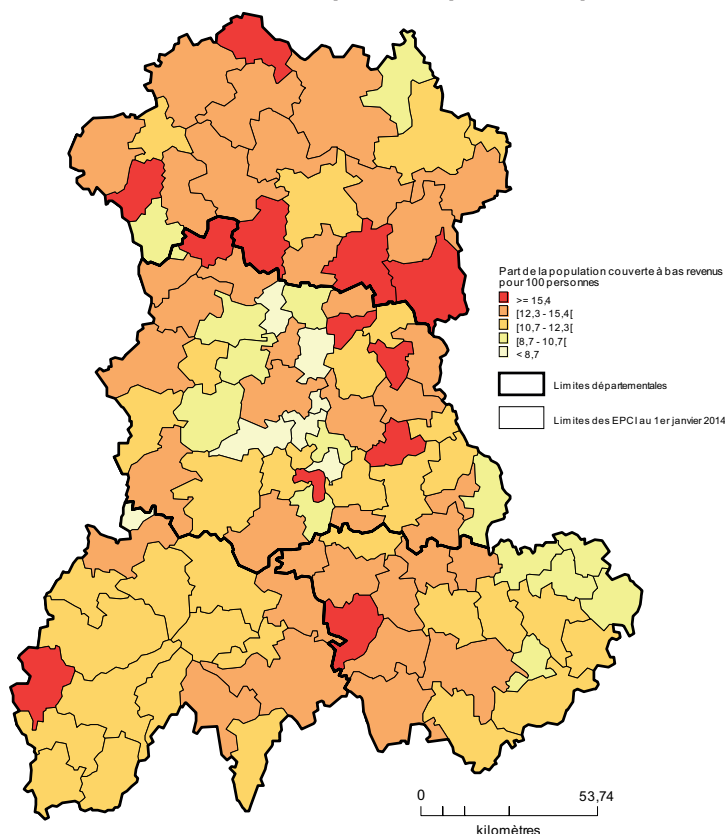 Part de la population couverte à bas revenus
pour 100 personnes
>= 15,4
[12,3 - 15,4[
[10,7 - 12,3[
[8,7 - 10,7[
< 8,7
Limites départementales
Limites des EPCI au 1er janvier 2014
0 53,74
kilomètres